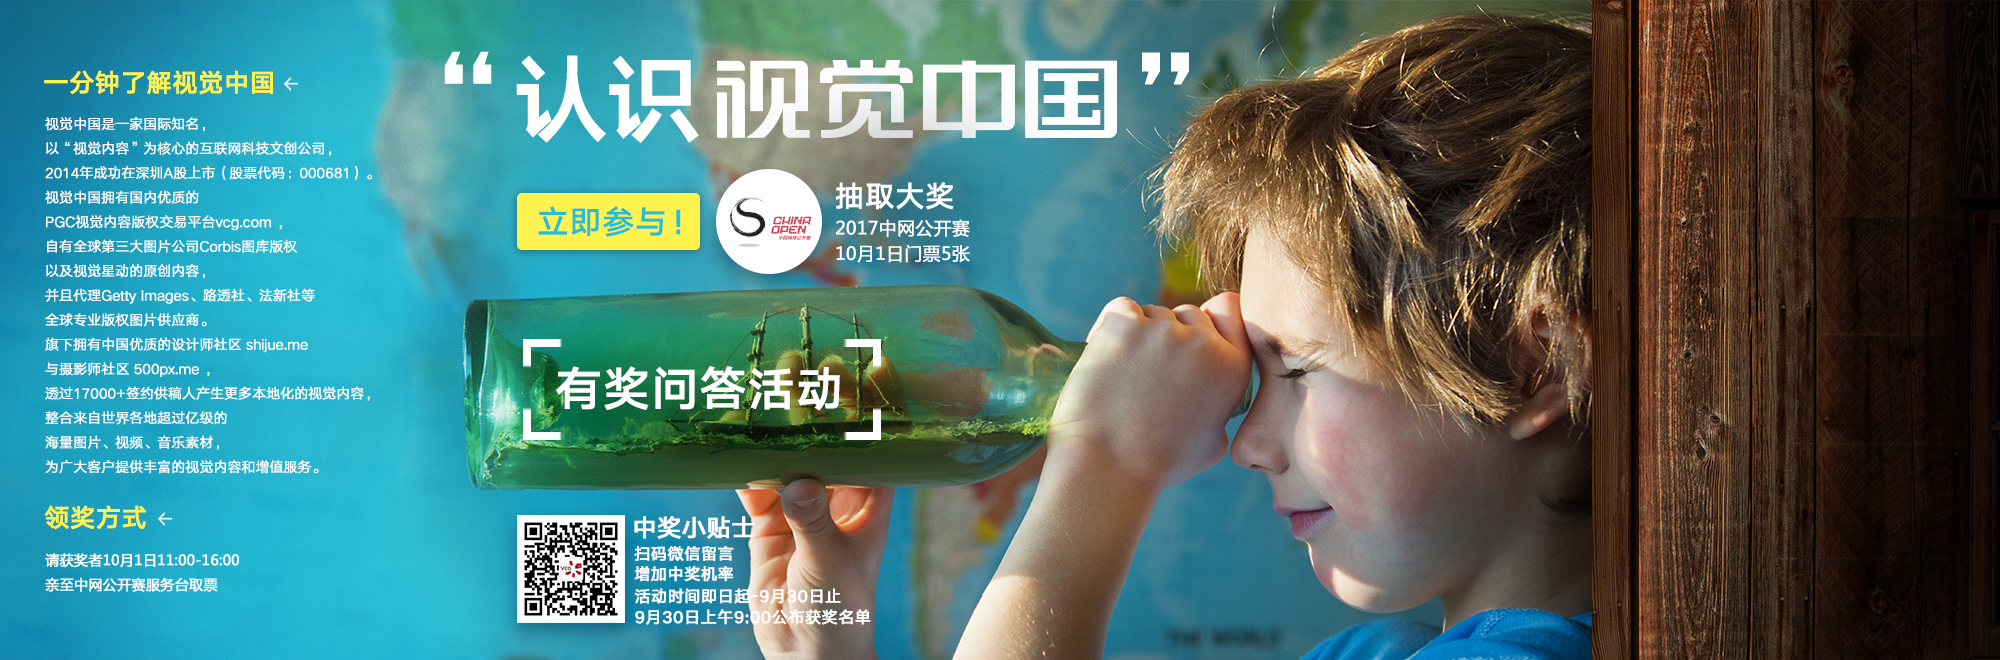 一分钟了解视觉中国 ←
视觉中国是一家国际知名，
以“视觉内容”为核心的互联网科技文创公司，
2014年成功在深圳A股上市（股票代码：000681）。
视觉中国拥有国内优质的
PGC视觉内容版权交易平台vcg.com ，
自有全球第三大图片公司Corbis图库版权
以及视觉星动的原创内容，
并且代理Getty Images、路透社、法新社等
全球专业版权图片供应商。
旗下拥有中国优质的设计师社区 shijue.me
与摄影师社区 500px.me ，
透过17000+签约供稿人产生更多本地化的视觉内容，
整合来自世界各地超过亿级的
海量图片、视频、音乐素材，
为广大客户提供丰富的视觉内容和增值服务。
领奖方式 ←
请获奖者10月1日11:00-16:00
亲至中网公开赛服务台取票
“认识视觉中国”
立即参与！
CHINA
OPEN
中国网球公开赛
抽取大奖
2017中网公开赛
10月1日门票5张
有奖问答活动
VCG
中奖小贴士
扫码微信留言
增加中奖机率
活动时间即日起-9月30日止
9月30日上午9:00公布获奖名单
THE WORLD